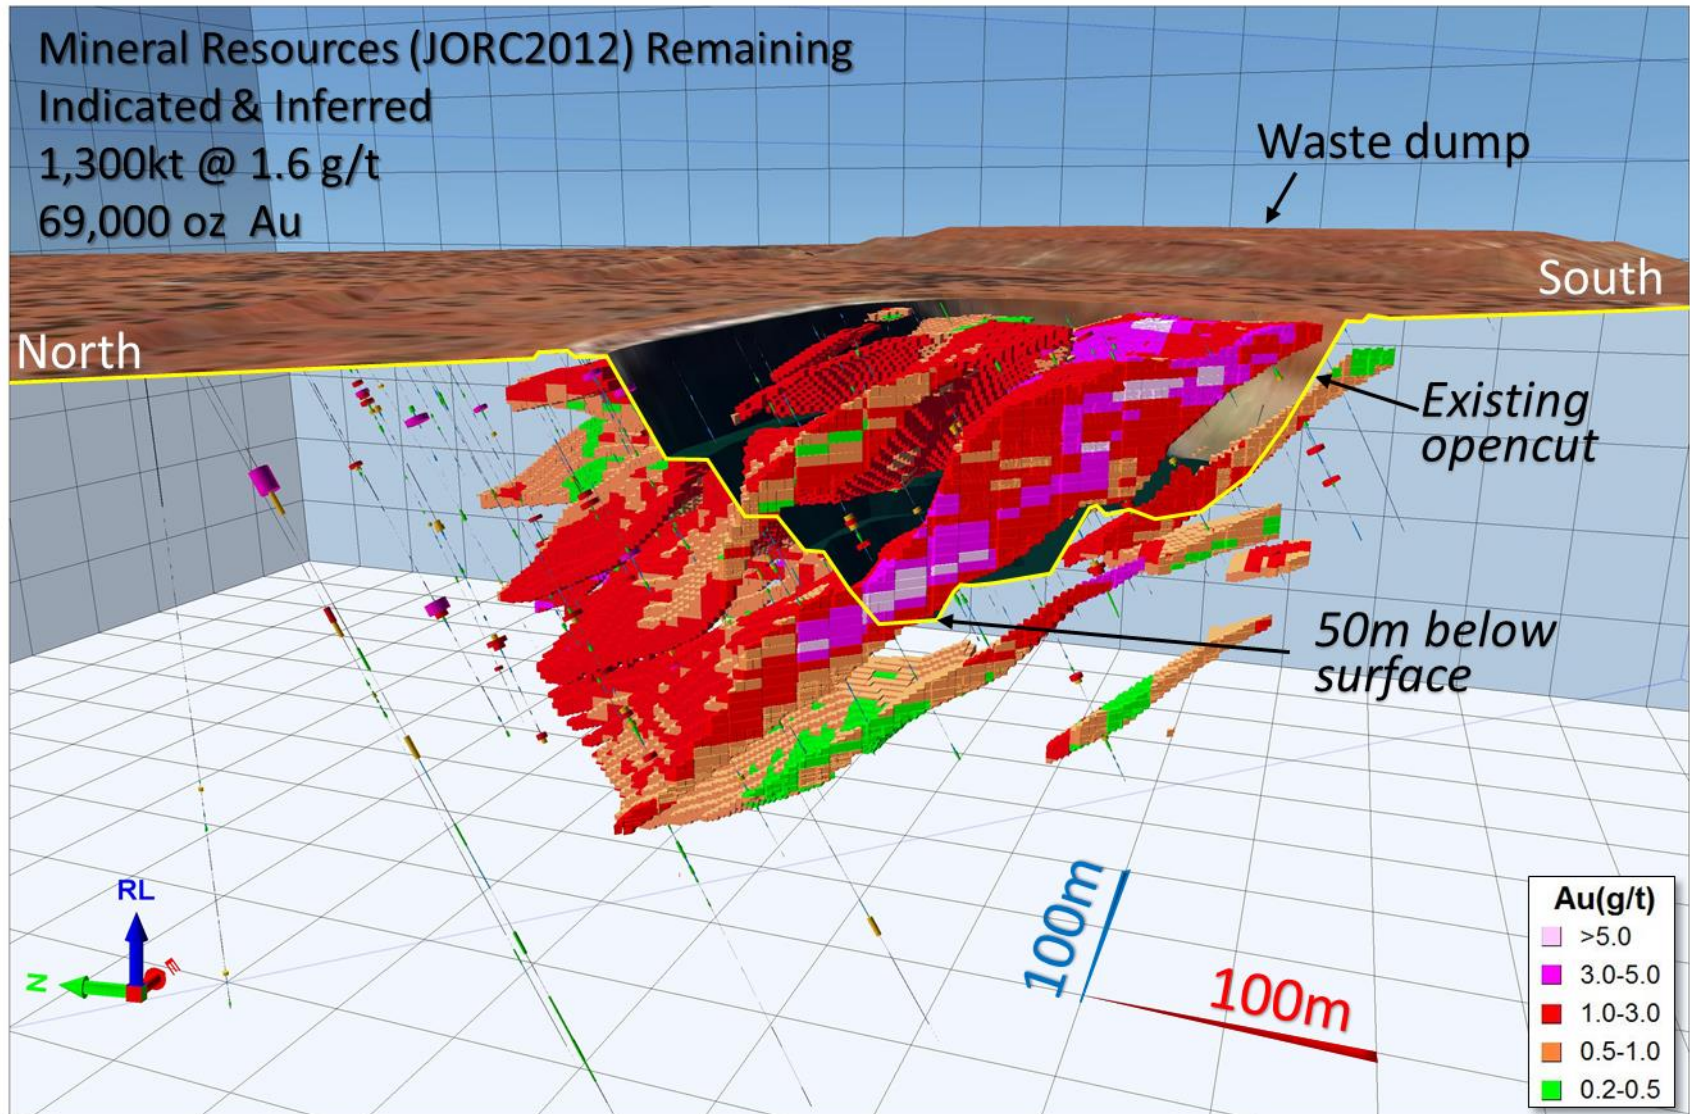 Mineral Resources (JORC2012) Remaining
Indicated & Inferred
1,300kt @ 1.6 g/t
69,000 oz  Au
Waste dump
South
North
Existing
opencut
50m below
surface
RL
N
E
100m
100m
Au(g/t)
>5.0
3.0-5.0
1.0-3.0
0.5-1.0
0.2-0.5